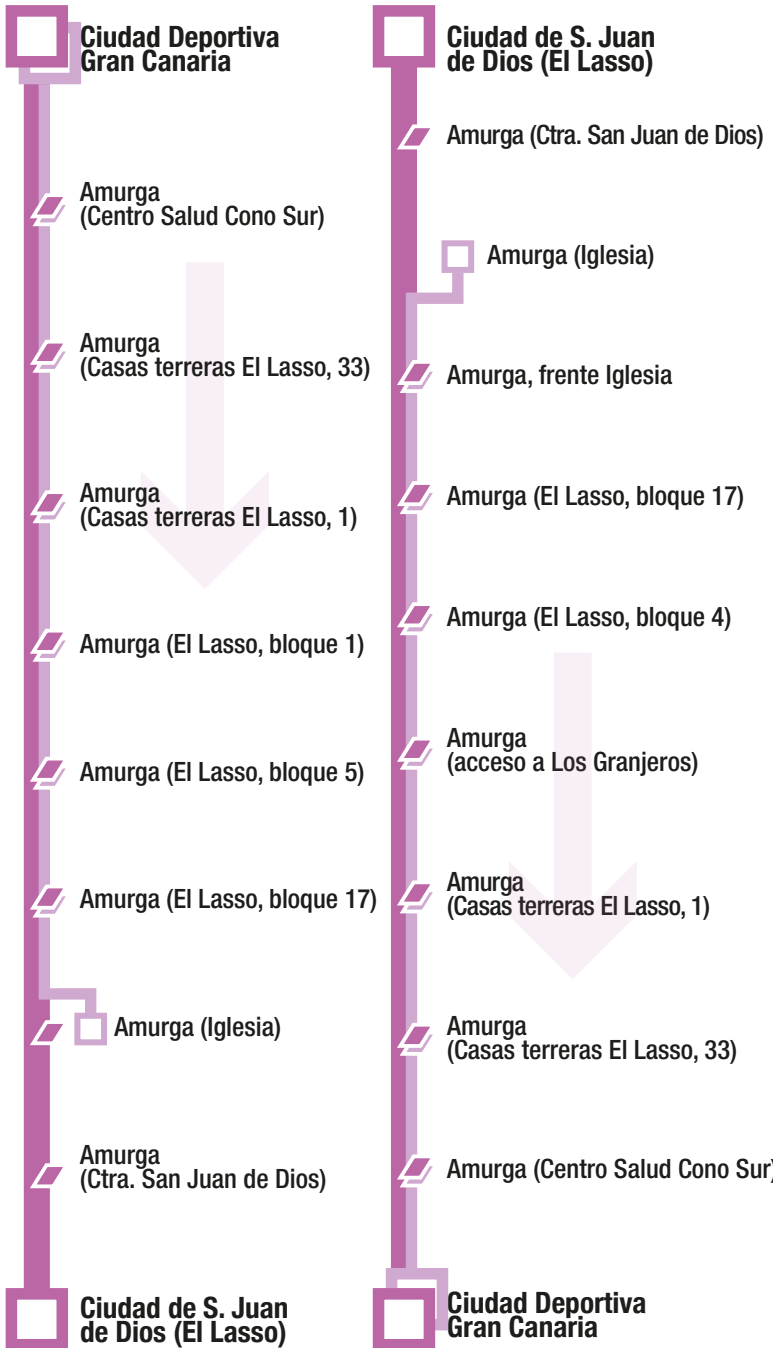 Ciudad Deportiva
Gran Canaria
Amurga
(Centro Salud Cono Sur)
Amurga
(Casas terreras El Lasso, 33)
Amurga
(Casas terreras El Lasso, 1)
Amurga (El Lasso, bloque 1)
Amurga (El Lasso, bloque 5)
Amurga (El Lasso, bloque 17)
Amurga (Iglesia)
Amurga
(Ctra. San Juan de Dios)
Ciudad de S. Juan
de Dios (El Lasso)
Ciudad de S. Juan
de Dios (El Lasso)
Amurga (Ctra. San Juan de Dios)
Amurga (Iglesia)
Amurga, frente Iglesia
Amurga (El Lasso, bloque 17)
Amurga (El Lasso, bloque 4)
Amurga
(acceso a Los Granjeros)
Amurga
(Casas terreras El Lasso, 1)
Amurga
(Casas terreras El Lasso, 33)
Amurga (Centro Salud Cono Sur)
Ciudad Deportiva
Gran Canaria